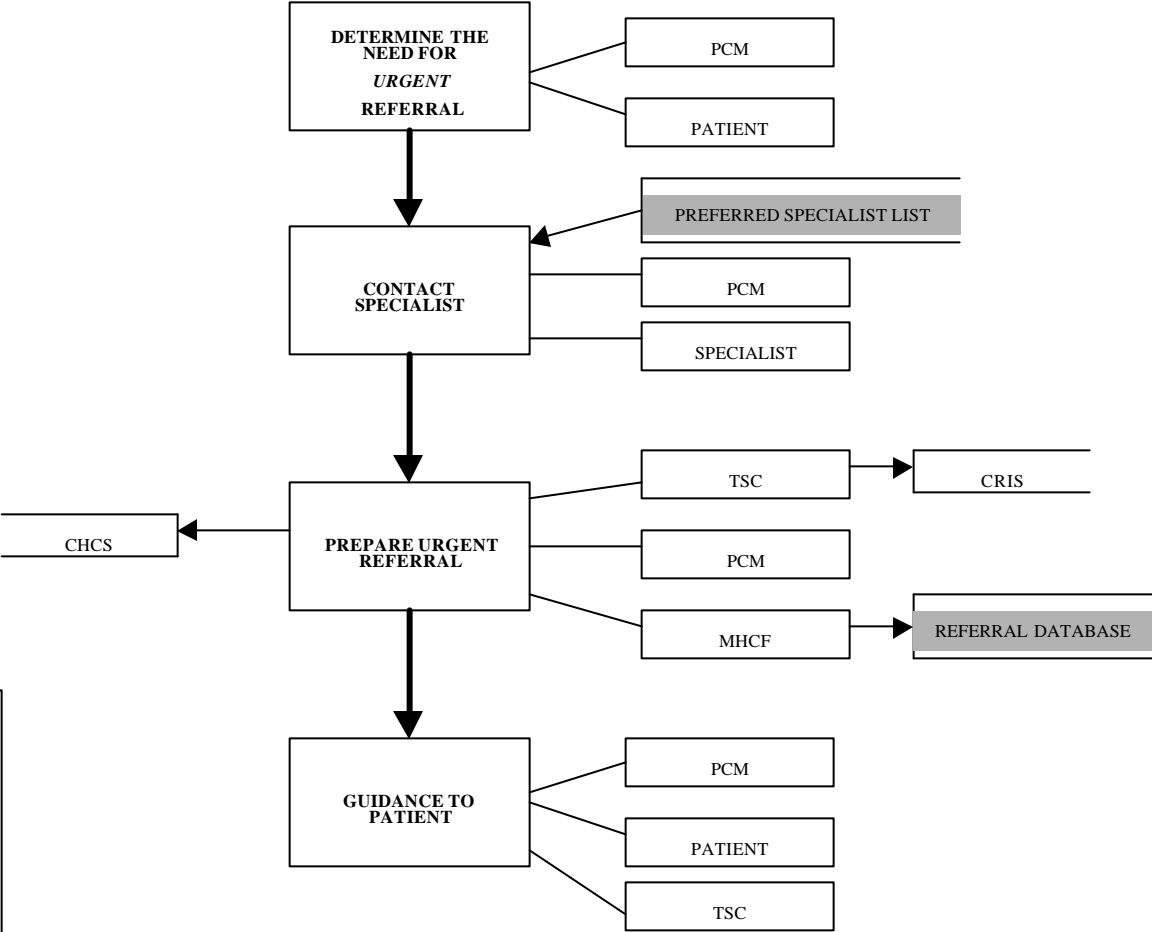 DETERMINE THE
NEED FOR
URGENT
REFERRAL
PCM
PATIENT
PREFERRED SPECIALIST LIST
CONTACT
SPECIALIST
PCM
SPECIALIST
TSC
CRIS
CHCS
PREPARE URGENT
REFERRAL
PCM
MHCF
REFERRAL DATABASE
GUIDANCE TO
PATIENT
PCM
PATIENT
TSC